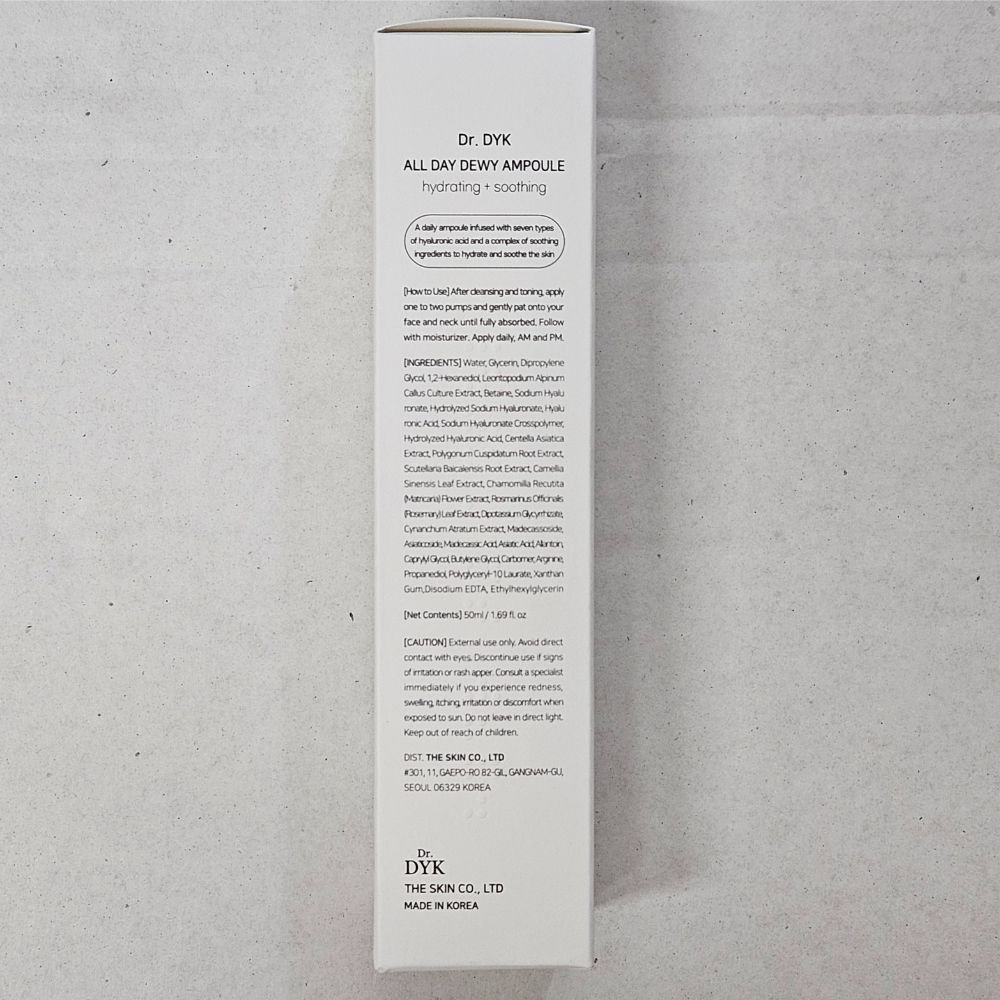 Dr. DYK
ALL DAY DEWY AMPOULE
hydrating + soothing
A daily ampoule infused with seven types
of hyaluronic acid and a complex of soothing
ingredients to hydrate and soothe the skin
[How to Use] After cleansing and toning, apply
one to two pumps and gently pat onto your
face and neck until fully absorbed. Follow
with moisturizer. Apply daily, AM and PM.
[INGREDIENTS] Water, Glycerin, Dipropylene
Glycol, 1,2-Hexanediol, Leontopodium Alpinum
Callus Culture Extract, Betaine, Sodium Hyalu
ronate, Hydrolyzed Sodium Hyaluronate, Hyalu
ronic Acid, Sodium Hyaluronate Crosspolymer,
Hydrolyzed Hyaluronic Acid, Centella Asiatica
Extract, Polygonum Cuspidatum Root Extract,
Scutellaria Baicalensis Root Extract, Camellia
Sinensis Leaf Extract, Chamomilla Recutita
(Matricaria) Flower Extract, Rosmarinus Officinalis
(Rosemary) Leaf Extract, Dipotassium Glycyrrhizate,
Cynanchum Atratum Extract, Madecassoside,
Asiaticoside, Madecassic Acid, Asiatic Acid, Allantoin,
Caprylyl Glycol, Butylene Glycol, Carbomer, Arginine,
Propanediol, Polyglyceryl-10 Laurate, Xanthan
Gum,Disodium EDTA, Ethylhexylglycerin
[Net Contents] 50ml / 1.69 fl. oz
[CAUTION] External use only. Avoid direct
contact with eyes. Discontinue use if signs
of irritation or rash apper. Consult a specialist
immediately if you experience redness,
swelling, itching, irritation or discomfort when
exposed to sun. Do not leave in direct light.
Keep out of reach of children.
DIST. THE SKIN CO., LTD
#301, 11, GAEPO-RO 82-GIL, GANGNAM-GU,
SEOUL 06329 KOREA
Dr.
DYK
THE SKIN CO., LTD
MADE IN KOREA